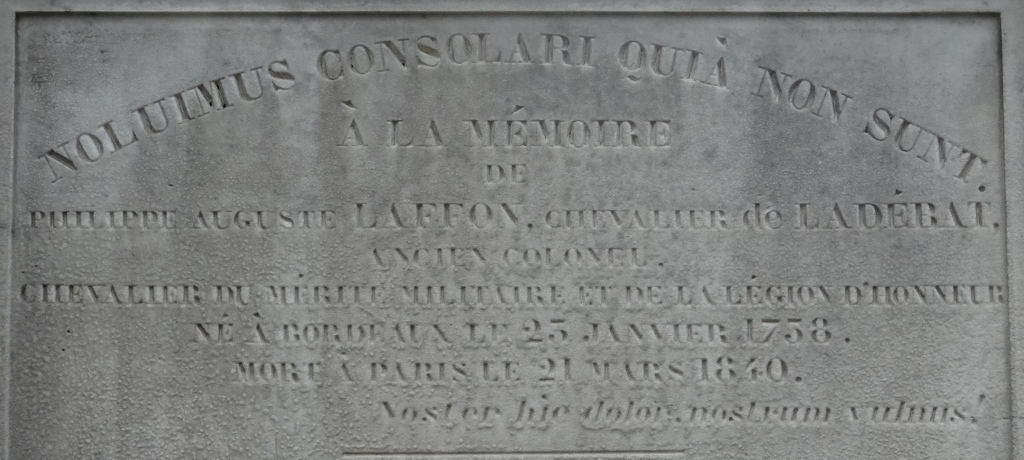 NOLUIMUS CONSOLARI QUIÀ NON SUNT.
À LA MÉMOIRE
DE
PHILIPPE AUGUSTE LAFFON, CHEVALIER de LADÉBAT,
ANCIEN COLONEL,
CHEVALIER DU MÉRITE MILITAIRE ET DE LA LÉGION D'HONNEUR
NÉ À BORDEAUX LE 23 JANVIER 1758.
MORT À PARIS LE 21 MARS 1840.
Noster hic dolor, nostrum vulnus!